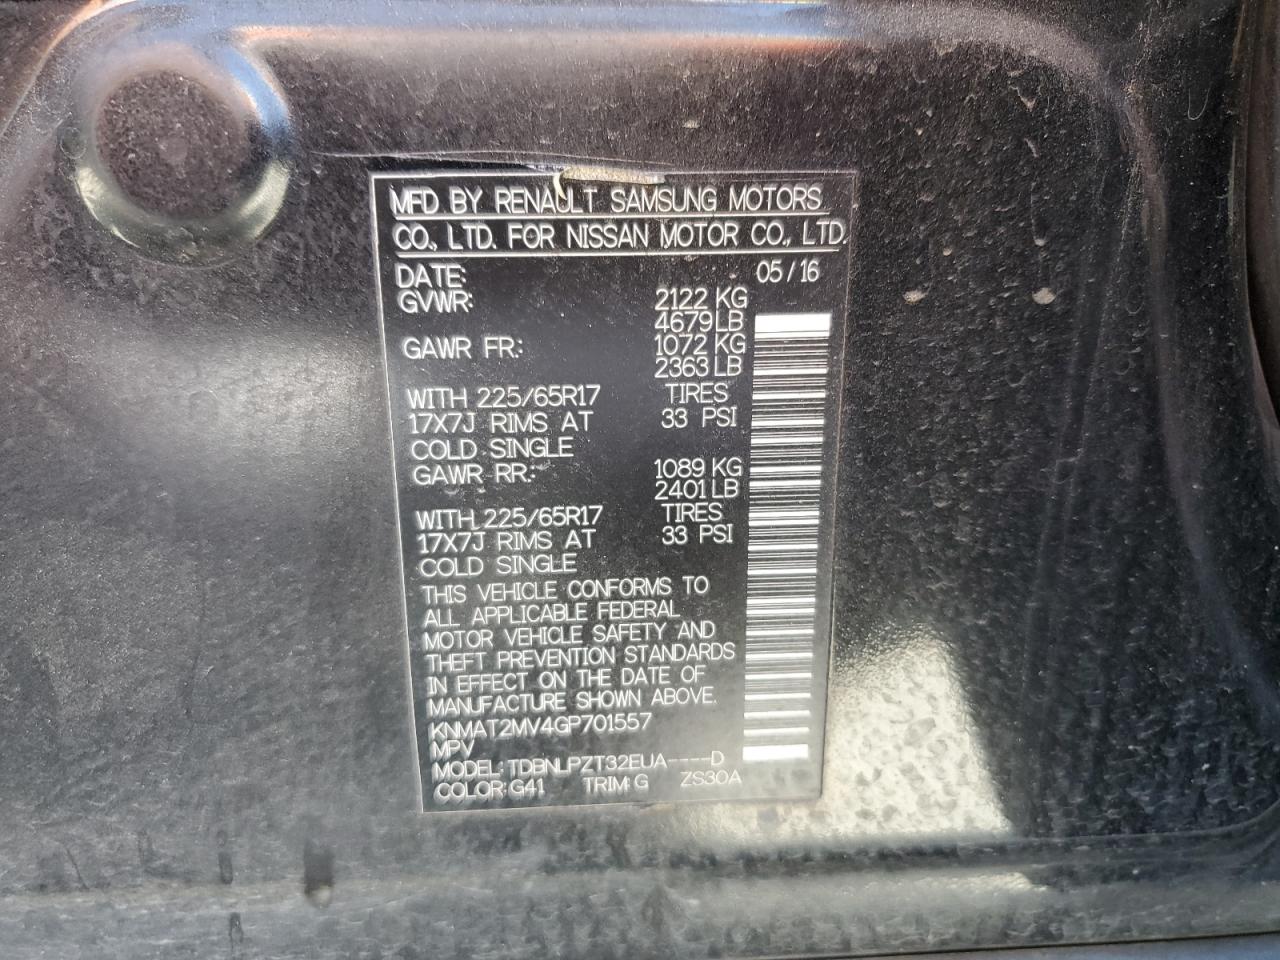 MFD BY RENAULT SAMSUNG MOTORS
CO., LTD. FOR NISSAN MOTOR CO., LTD.
DATE: 05/16
GVWR: 2122 KG
4679 LB
GAWR FR.: 1072 KG
2363 LB
WITH 225/65R17 TIRES
17X7J RIMS AT 33 PSI
COLD SINGLE
GAWR RR.: 1089 KG
2401 LB
WITH 225/65R17 TIRES
17X7J RIMS AT 33 PSI
COLD SINGLE
THIS VEHICLE CONFORMS TO
ALL APPLICABLE FEDERAL
MOTOR VEHICLE SAFETY AND
THEFT PREVENTION STANDARDS
IN EFFECT ON THE DATE OF
MANUFACTURE SHOWN ABOVE.
KNMAT2MV4GP701557
MPV
MODEL: TDBNLPZT32EUA----D
COLOR: G41 TRIM: G ZS30A